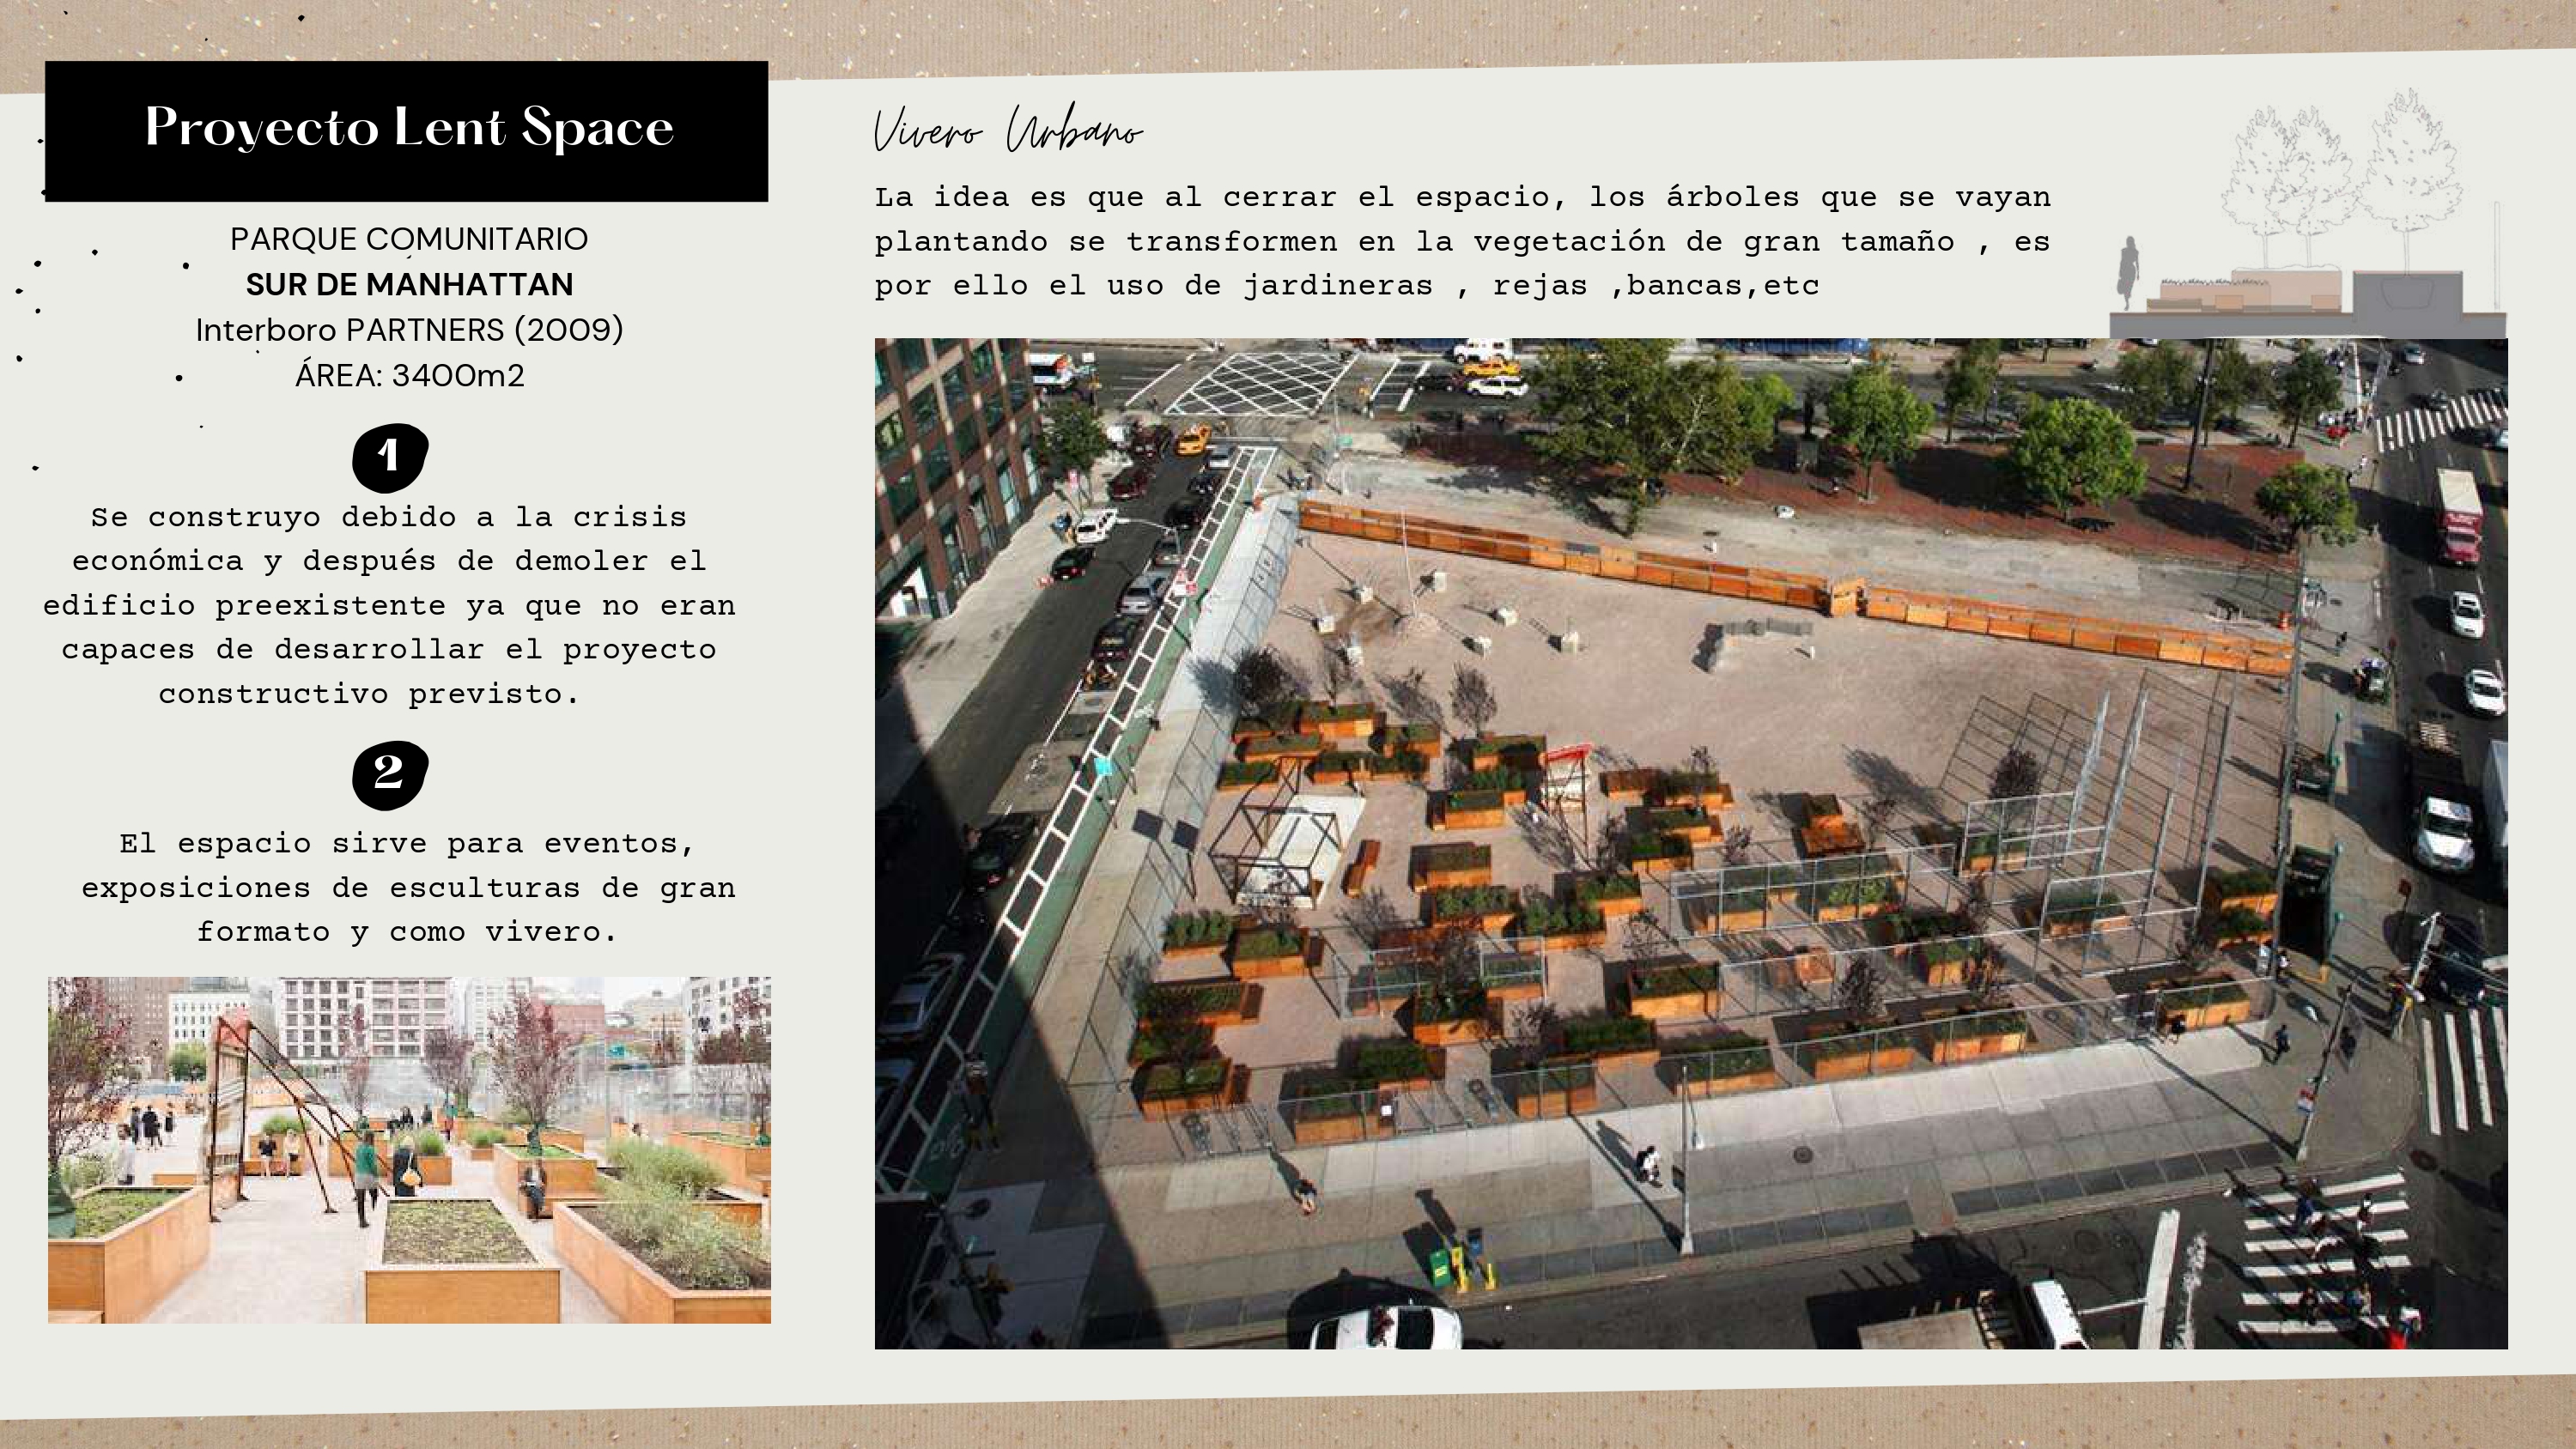 Proyecto Lent Space
PARQUE COMUNITARIO
SUR DE MANHATTAN
Interboro PARTNERS (2009)
ÁREA: 3400m2
1
Se construyo debido a la crisis
económica y después de demoler el
edificio preexistente ya que no eran
capaces de desarrollar el proyecto
constructivo previsto.
2
El espacio sirve para eventos,
exposiciones de esculturas de gran
formato y como vivero.
Vivero Urbano
La idea es que al cerrar el espacio, los árboles que se vayan
plantando se transformen en la vegetación de gran tamaño , es
por ello el uso de jardineras , rejas ,bancas,etc